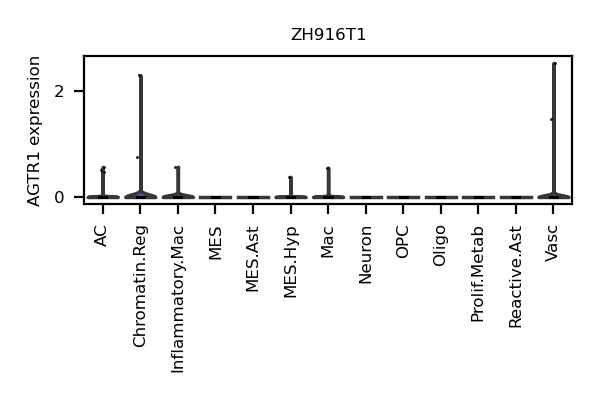 ZH916T1
AGTR1 expression
2
0
AC
Chromatin.Reg
Inflammatory.Mac
MES
MES.Ast
MES.Hyp
Mac
Neuron
OPC
Oligo
Prolif.Metab
Reactive.Ast
Vasc